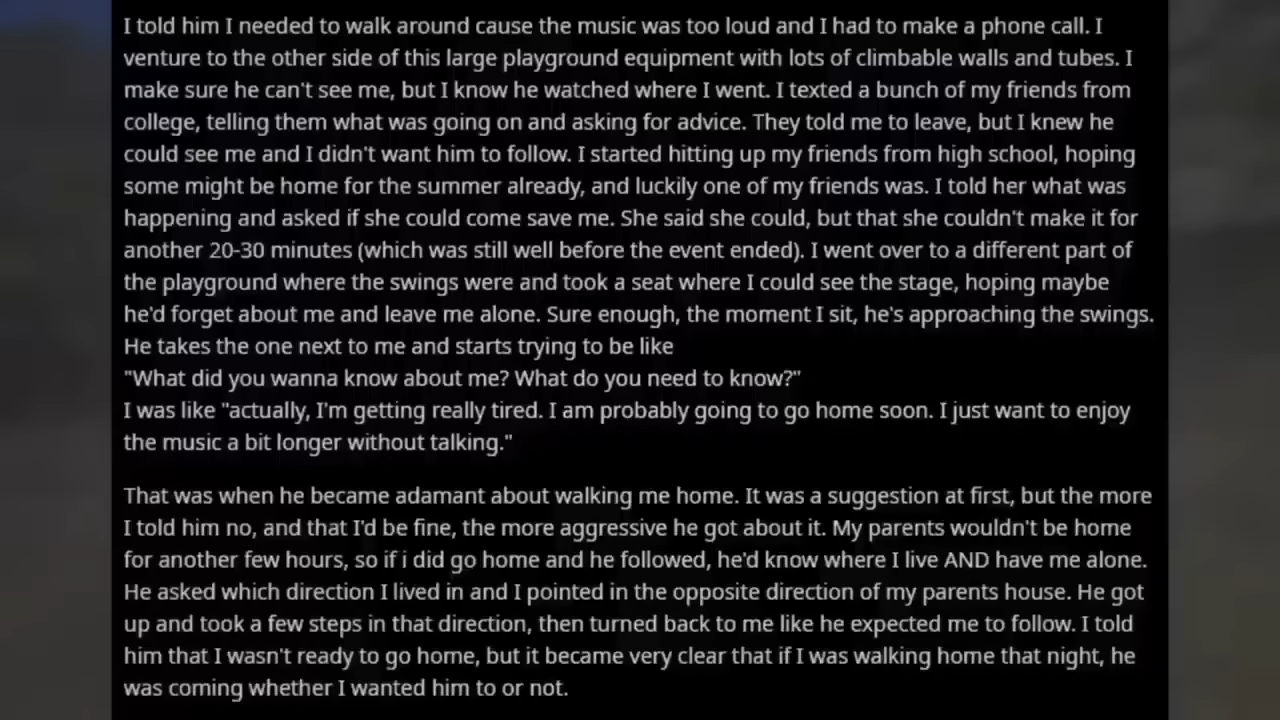 I told him I needed to walk around cause the music was too loud and I had to make a phone call. I
venture to the other side of this large playground equipment with lots of climbable walls and tubes. I
make sure he can't see me, but I know he watched where I went. I texted a bunch of my friends from
college, telling them what was going on and asking for advice. They told me to leave, but I knew he
could see me and I didn't want him to follow. I started hitting up my friends from high school, hoping
some might be home for the summer already, and luckily one of my friends was. I told her what was
happening and asked if she could come save me. She said she could, but that she couldn't make it for
another 20-30 minutes (which was still well before the event ended). I went over to a different part of
the playground where the swings were and took a seat where I could see the stage, hoping maybe
he'd forget about me and leave me alone. Sure enough, the moment I sit, he's approaching the swings.
He takes the one next to me and starts trying to be like
"What did you wanna know about me? What do you need to know?"
I was like "actually, I'm getting really tired. I am probably going to go home soon. I just want to enjoy
the music a bit longer without talking."
That was when he became adamant about walking me home. It was a suggestion at first, but the more
I told him no, and that I'd be fine, the more aggressive he got about it. My parents wouldn't be home
for another few hours, so if i did go home and he followed, he'd know where I live AND have me alone.
He asked which direction I lived in and I pointed in the opposite direction of my parents house. He got
up and took a few steps in that direction, then turned back to me like he expected me to follow. I told
him that I wasn't ready to go home, but it became very clear that if I was walking home that night, he
was coming whether I wanted him to or not.